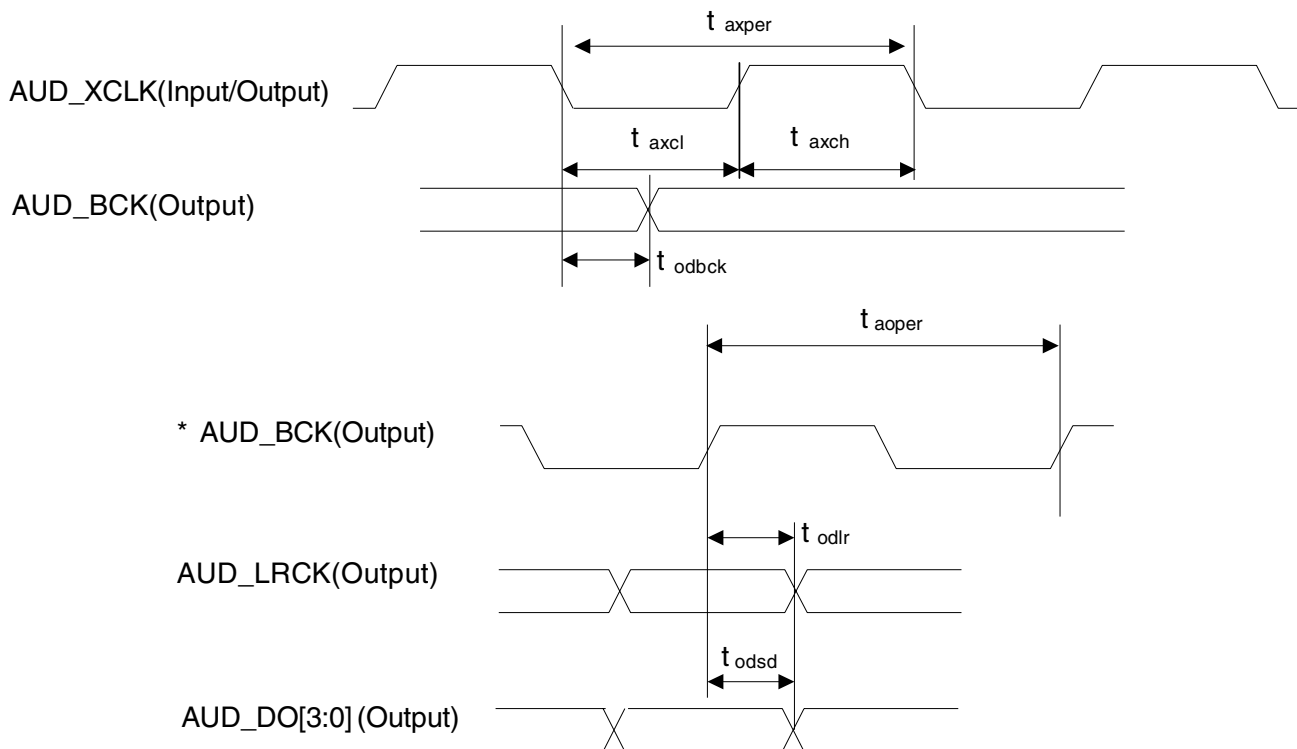 t axper
AUD_XCLK(Input/Output)
t axcl
t axch
AUD_BCK(Output)
t odbck
t aoper
* AUD_BCK(Output)
t odlr
AUD_LRCK(Output)
t odsd
AUD_DO[3:0] (Output)